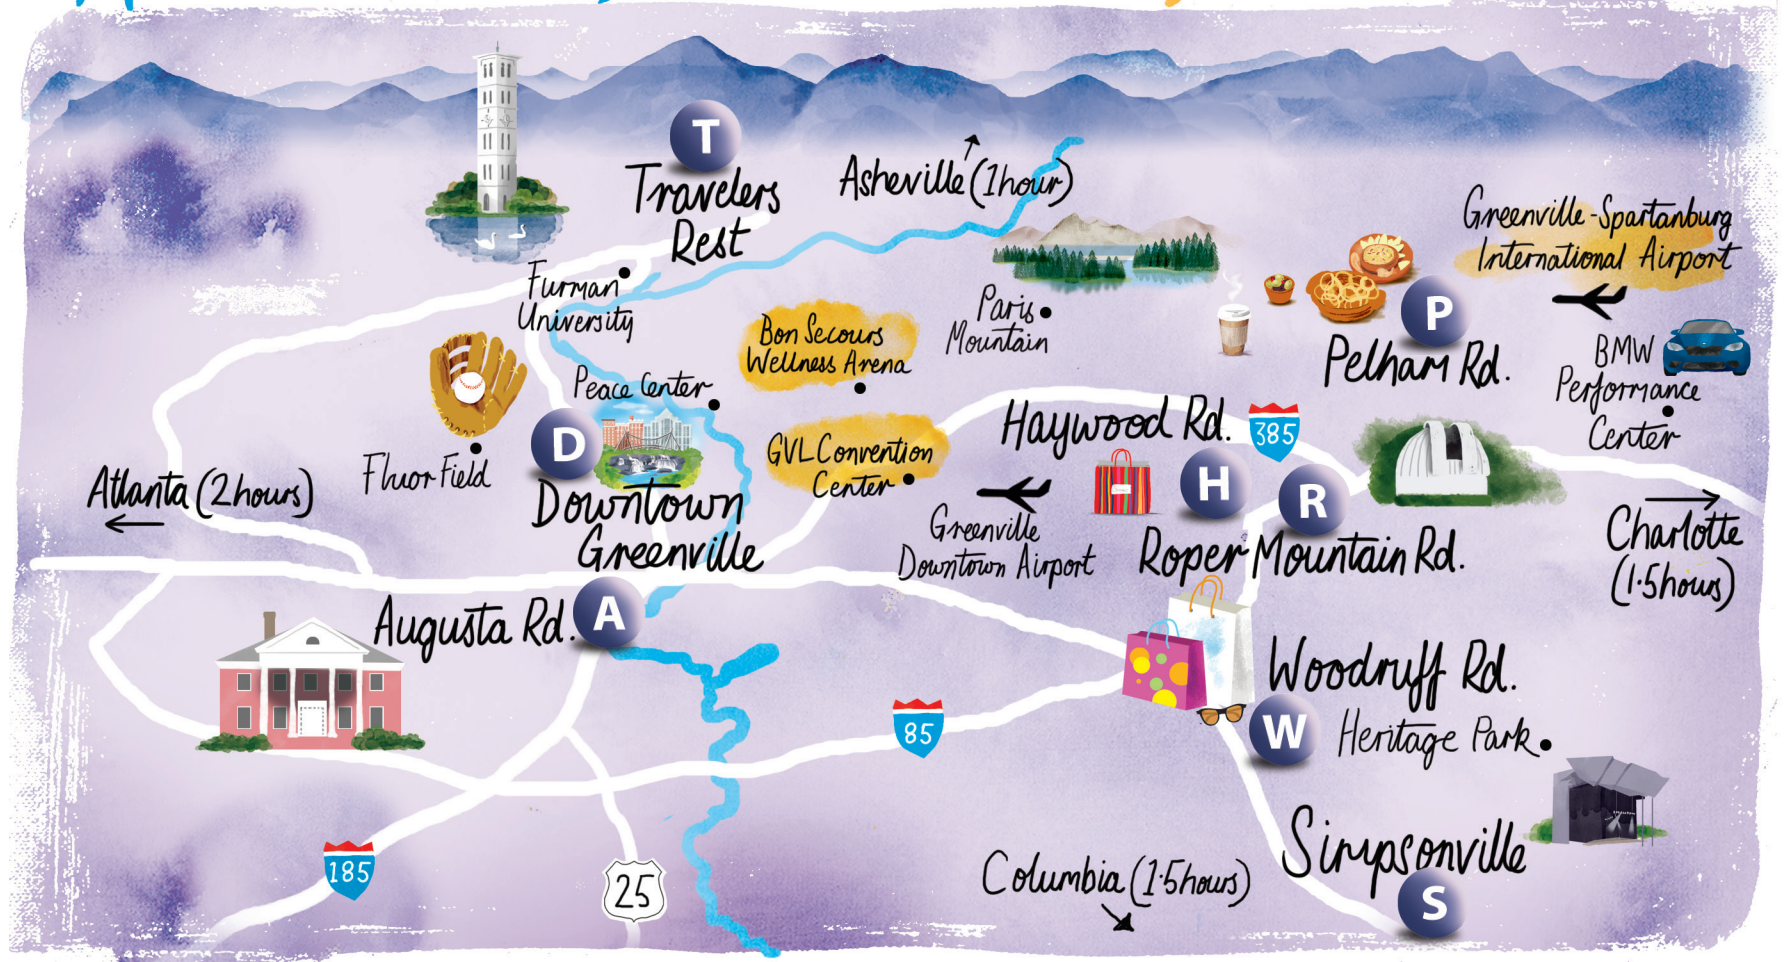 T
Travelers
Rest
Asheville (1hour)
Greenville-Spartanburg
International Airport
Furman
University
Paris
Mountain
Bon Secours
Wellness Arena
P
Pelham Rd.
BMW
Performance
Center
Peace Center
D
Fluor Field
Downtown
Greenville
GVL Convention
Center
Haywood Rd.
385
H
R
Atlanta (2hours)
Greenville
Downtown Airport
Roper Mountain Rd.
Charlotte
(1·5hours)
Augusta Rd.
A
Woodruff Rd.
W
Heritage Park
85
185
25
Simpsonville
S
Columbia (1·5hours)